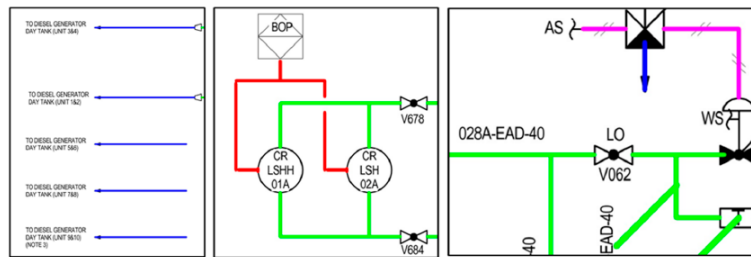 TO DIESEL GENERATOR
DAY TANK (UNIT 3&4)
TO DIESEL GENERATOR
DAY TANK (UNIT 1&2)
TO DIESEL GENERATOR
DAY TANK (UNIT 5&6)
TO DIESEL GENERATOR
DAY TANK (UNIT 7&8)
TO DIESEL GENERATOR
DAY TANK (UNIT 9&10)
(NOTE 3)
BOP
V678
CR
LSHH
01A
CR
LSH
02A
V684
AS
WS
028A-EAD-40
LO
V062
40
EAD-40